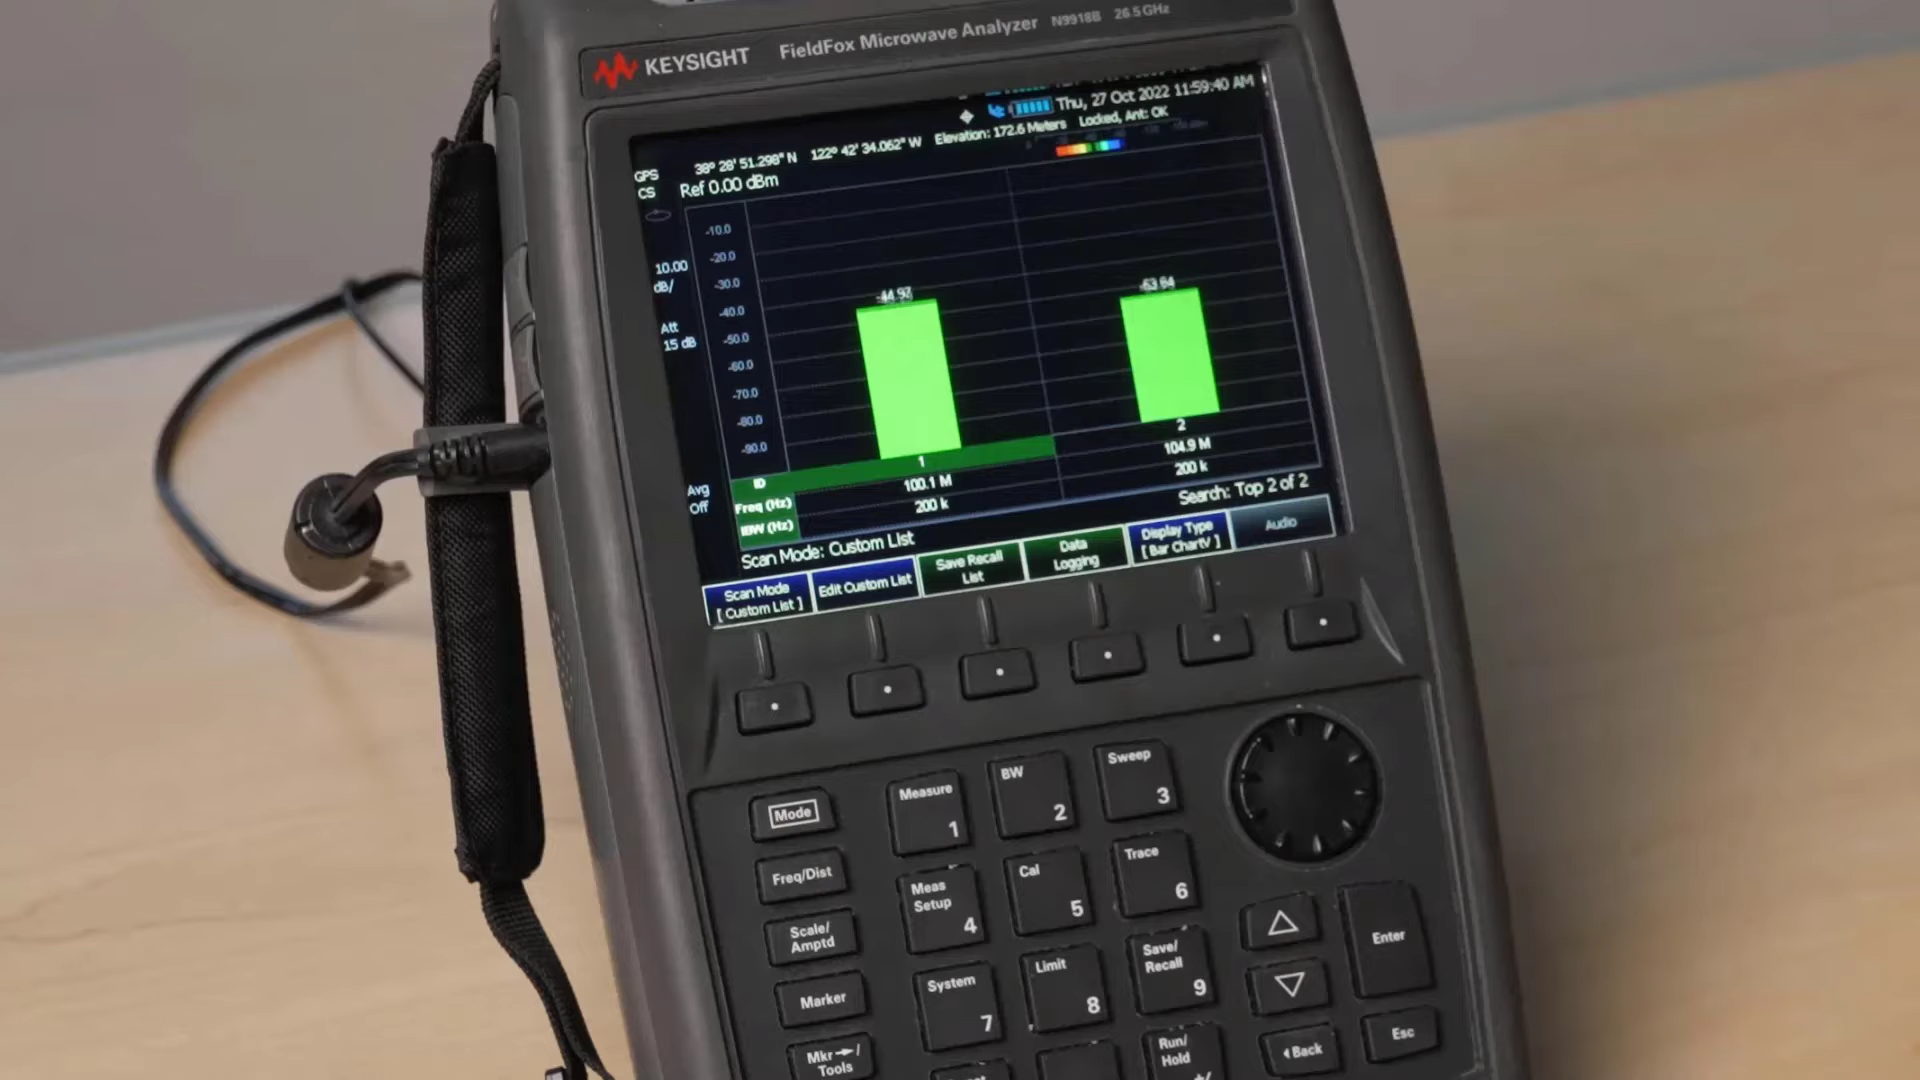 KEYSIGHT FieldFox Microwave Analyzer N9918B 26.5 GHz
Thu, 27 Oct 2022 11:59:40 AM
GPS 38° 28' 51.298" N 122° 42' 34.062" W Elevation: 172.6 Meters Locked, Ant: OK
CS Ref 0.00 dBm
-10.0
-20.0
10.00 dB/
-30.0
-40.0
Att 15 dB
-50.0
-60.0
-70.0
-80.0
-90.0
-44.97
-63.64
Avg Off
ID 1 2
Freq (Hz) 100.1 M 104.9 M
IBW (Hz) 200 k 200 k
Scan Mode: Custom List Search: Top 2 of 2
Scan Mode
[ Custom List ]
Edit Custom List
Save Recall
List
Data
Logging
Display Type
[ Bar ChartV ]
Audio
Mode
Measure 1
BW 2
Sweep 3
Freq/Dist
Meas Setup 4
Cal 5
Trace 6
Scale/
Amptd
System 7
Limit 8
Save/
Recall 9
Enter
Marker
Mkr→/
Tools
Run/
Hold
Back
Esc